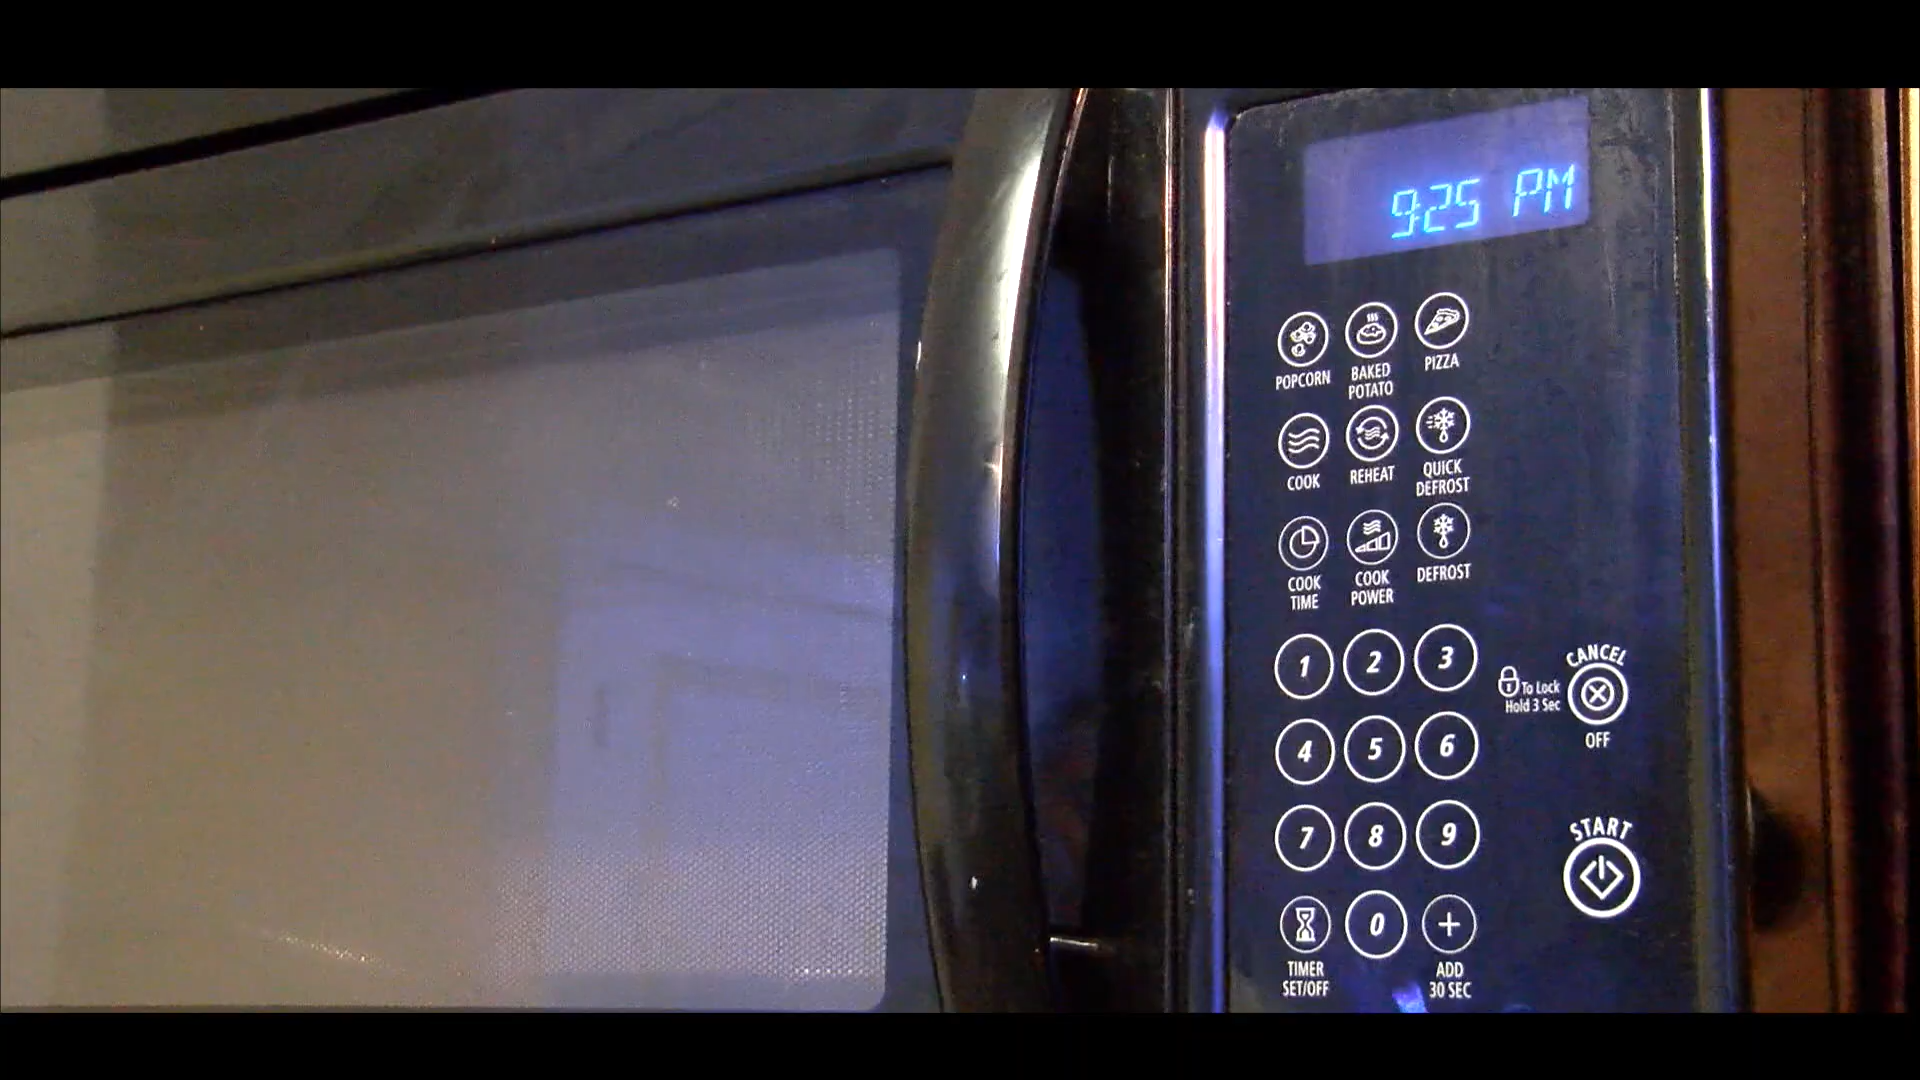 9:25 PM
POPCORN
BAKED
POTATO
PIZZA
COOK
REHEAT
QUICK
DEFROST
COOK
TIME
COOK
POWER
DEFROST
1 2 3
CANCEL
To Lock
Hold 3 Sec
OFF
4 5 6
7 8 9
START
0
TIMER
SET/OFF
ADD
30 SEC